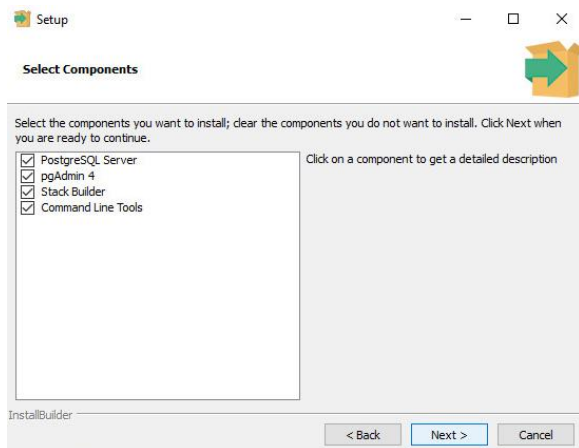 Setup
Select Components
Select the components you want to install; clear the components you do not want to install. Click Next when
you are ready to continue.
PostgreSQL Server
pgAdmin 4
Stack Builder
Command Line Tools
Click on a component to get a detailed description
InstallBuilder
< Back
Next >
Cancel